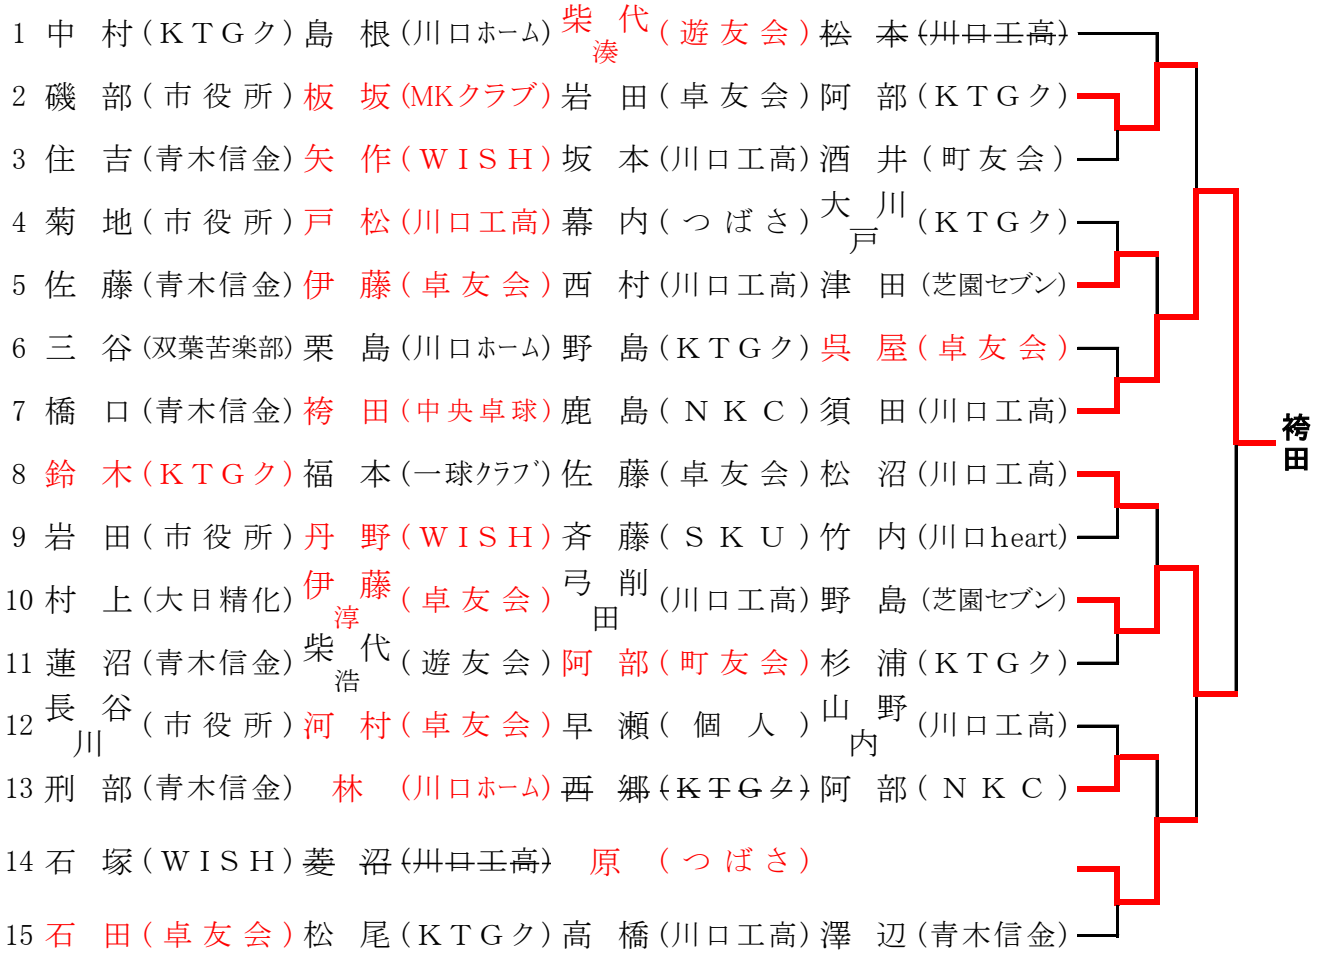 1 中 村(KTGク) 島 根(川口ホーム) 柴 代 湊(遊友会) 松 本(川口工高)
2 磯 部(市役所) 板 坂(MKクラブ) 岩 田(卓友会) 阿 部(KTGク)
3 住 吉(青木信金) 矢 作(WISH) 坂 本(川口工高) 酒 井(町友会)
4 菊 地(市役所) 戸 松(川口工高) 幕 内(つばさ) 大 川 戸(KTGク)
5 佐 藤(青木信金) 伊 藤(卓友会) 西 村(川口工高) 津 田(芝園セブン)
6 三 谷(双葉苦楽部) 栗 島(川口ホーム) 野 島(KTGク) 呉 屋(卓友会)
7 橋 口(青木信金) 袴 田(中央卓球) 鹿 島(NKC) 須 田(川口工高)
8 鈴 木(KTGク) 福 本(一球クラブ) 佐 藤(卓友会) 松 沼(川口工高)
9 岩 田(市役所) 丹 野(WISH) 斉 藤(SKU) 竹 内(川口heart)
10 村 上(大日精化) 伊 藤 淳(卓友会) 弓 削 田(川口工高) 野 島(芝園セブン)
11 蓮 沼(青木信金) 柴 代 浩(遊友会) 阿 部(町友会) 杉 浦(KTGク)
12 長 谷 川(市役所) 河 村(卓友会) 早 瀬(個人) 山 野 内(川口工高)
13 刑 部(青木信金) 林(川口ホーム) 西 郷(KTGク) 阿 部(NKC)
14 石 塚(WISH) 菱 沼(川口工高) 原(つばさ)
15 石 田(卓友会) 松 尾(KTGク) 高 橋(川口工高) 澤 辺(青木信金)
袴田